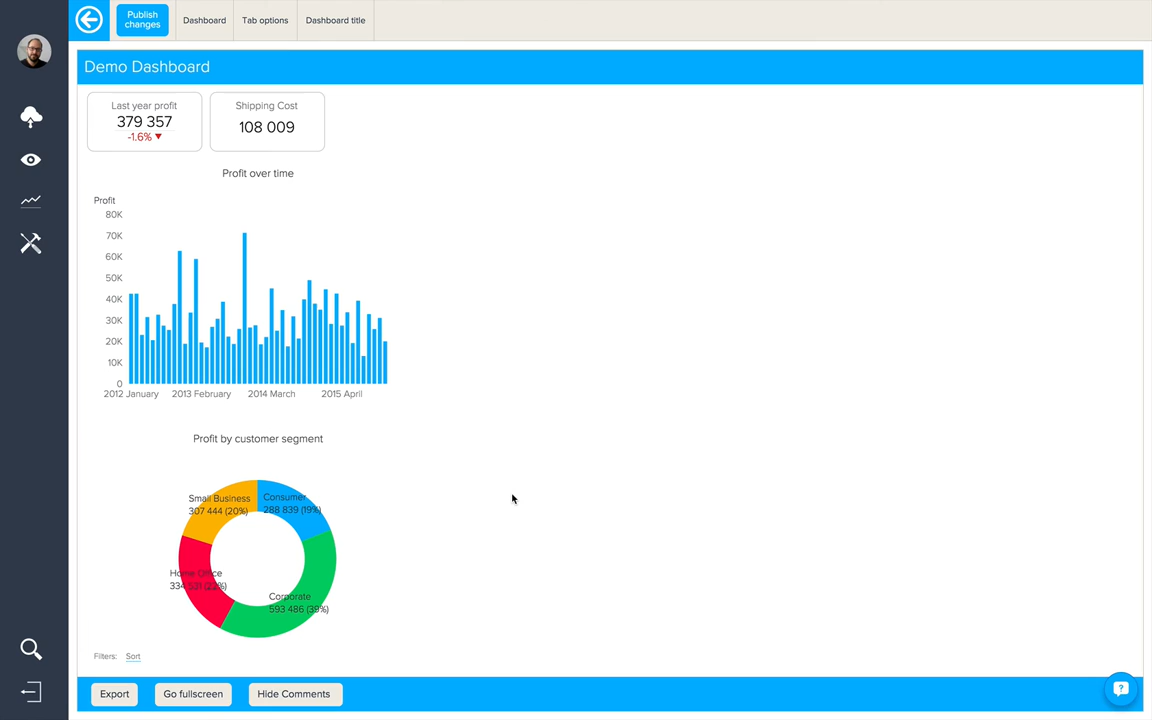 Publish
changes
Dashboard
Tab options
Dashboard title
Demo Dashboard
Last year profit
379 357
-1.6%
Shipping Cost
108 009
Profit over time
Profit
80K
70K
60K
50K
40K
30K
20K
10K
0
2012 January
2013 February
2014 March
2015 April
Profit by customer segment
Small Business
307 444 (20%)
Consumer
288 839 (19%)
Home Office
Corporate
593 486 (39%)
Filters:
Sort
Export
Go fullscreen
Hide Comments
?